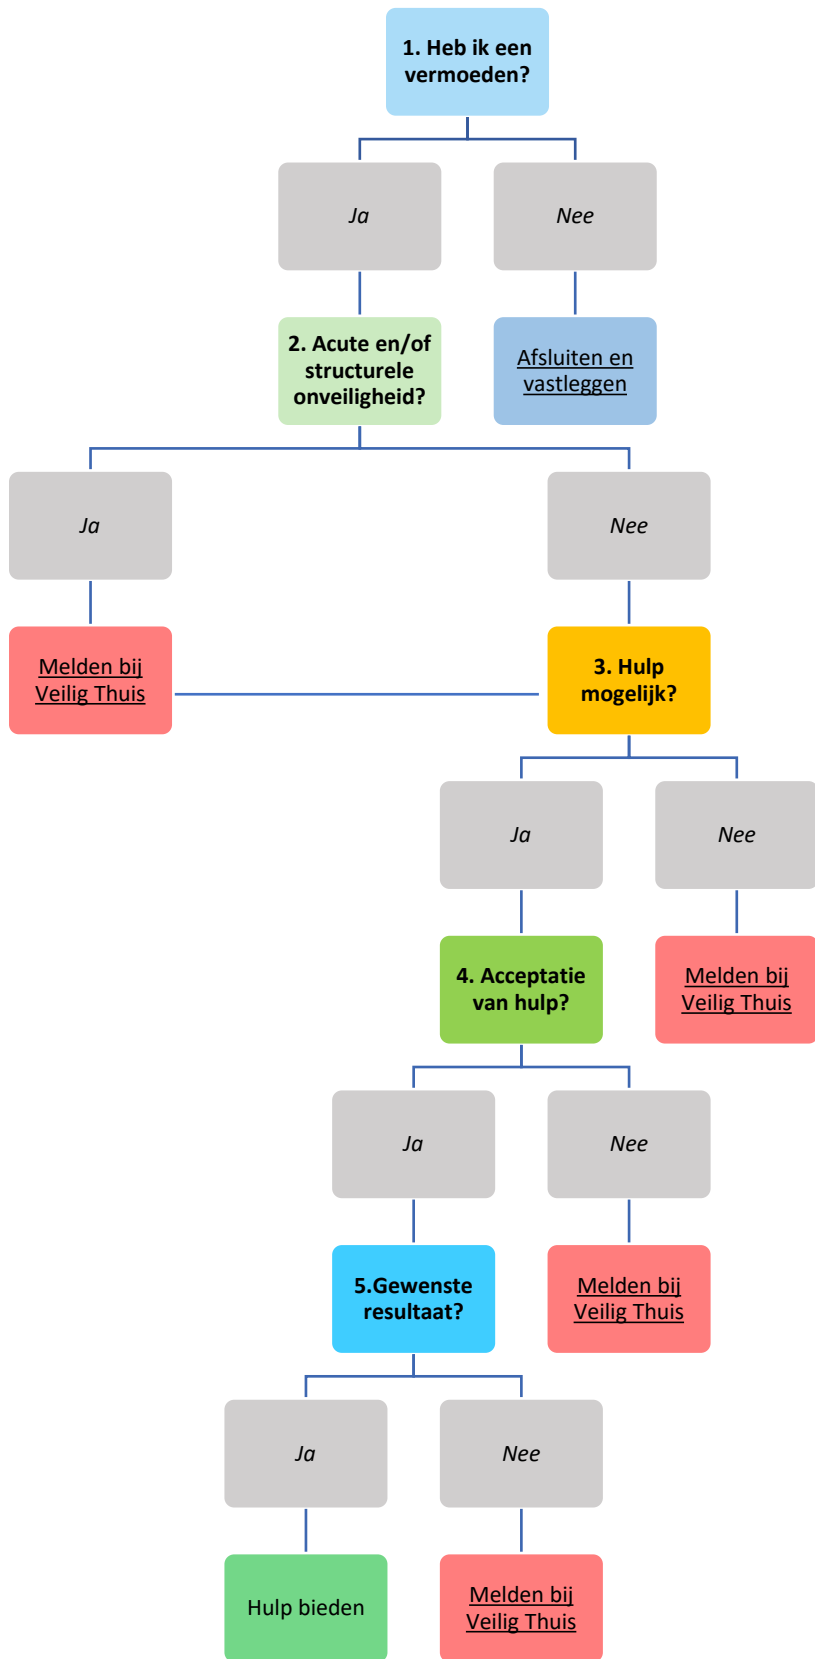 1. Heb ik een
vermoeden?
Ja
Nee
2. Acute en/of
structurele
onveiligheid?
Afsluiten en
vastleggen
Ja
Nee
Melden bij
Veilig Thuis
3. Hulp
mogelijk?
Ja
Nee
4. Acceptatie
van hulp?
Melden bij
Veilig Thuis
Ja
Nee
5.Gewenste
resultaat?
Melden bij
Veilig Thuis
Ja
Nee
Hulp bieden
Melden bij
Veilig Thuis